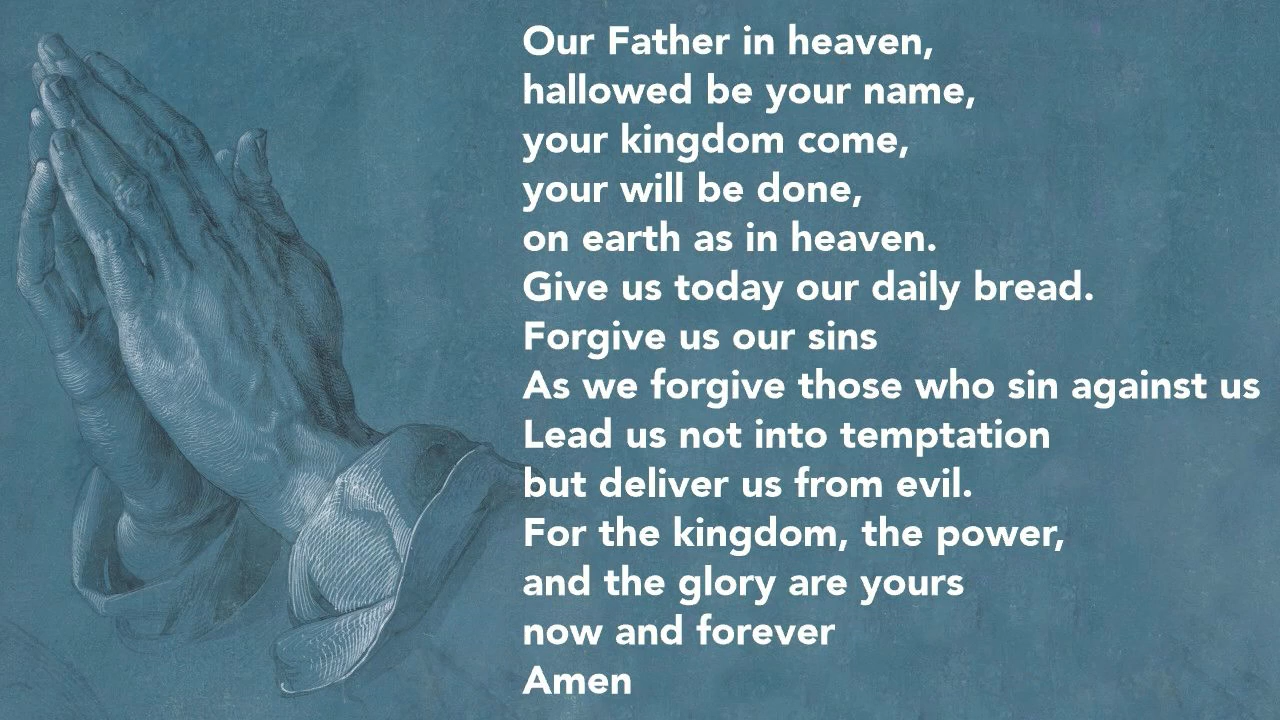 Our Father in heaven,
hallowed be your name,
your kingdom come,
your will be done,
on earth as in heaven.
Give us today our daily bread.
Forgive us our sins
As we forgive those who sin against us
Lead us not into temptation
but deliver us from evil.
For the kingdom, the power,
and the glory are yours
now and forever
Amen